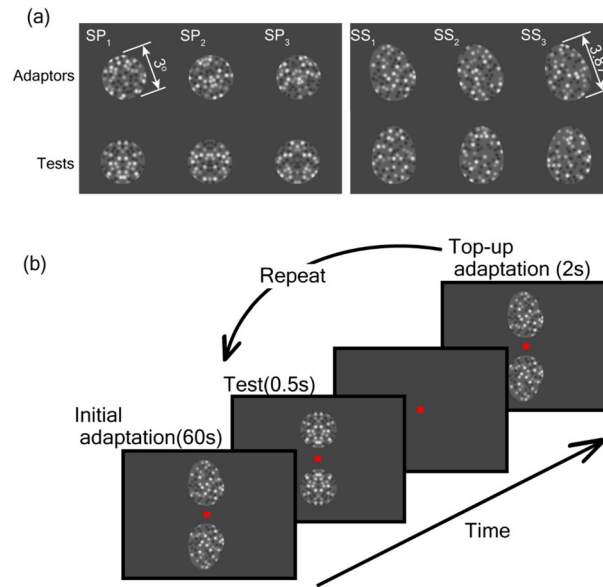 (a)
SP1 SP2 SP3 SS1 SS2 SS3
Adaptors
3° 3.87
Tests
(b)
Top-up
adaptation (2s)
Repeat
Test(0.5s)
Initial
adaptation(60s)
Time